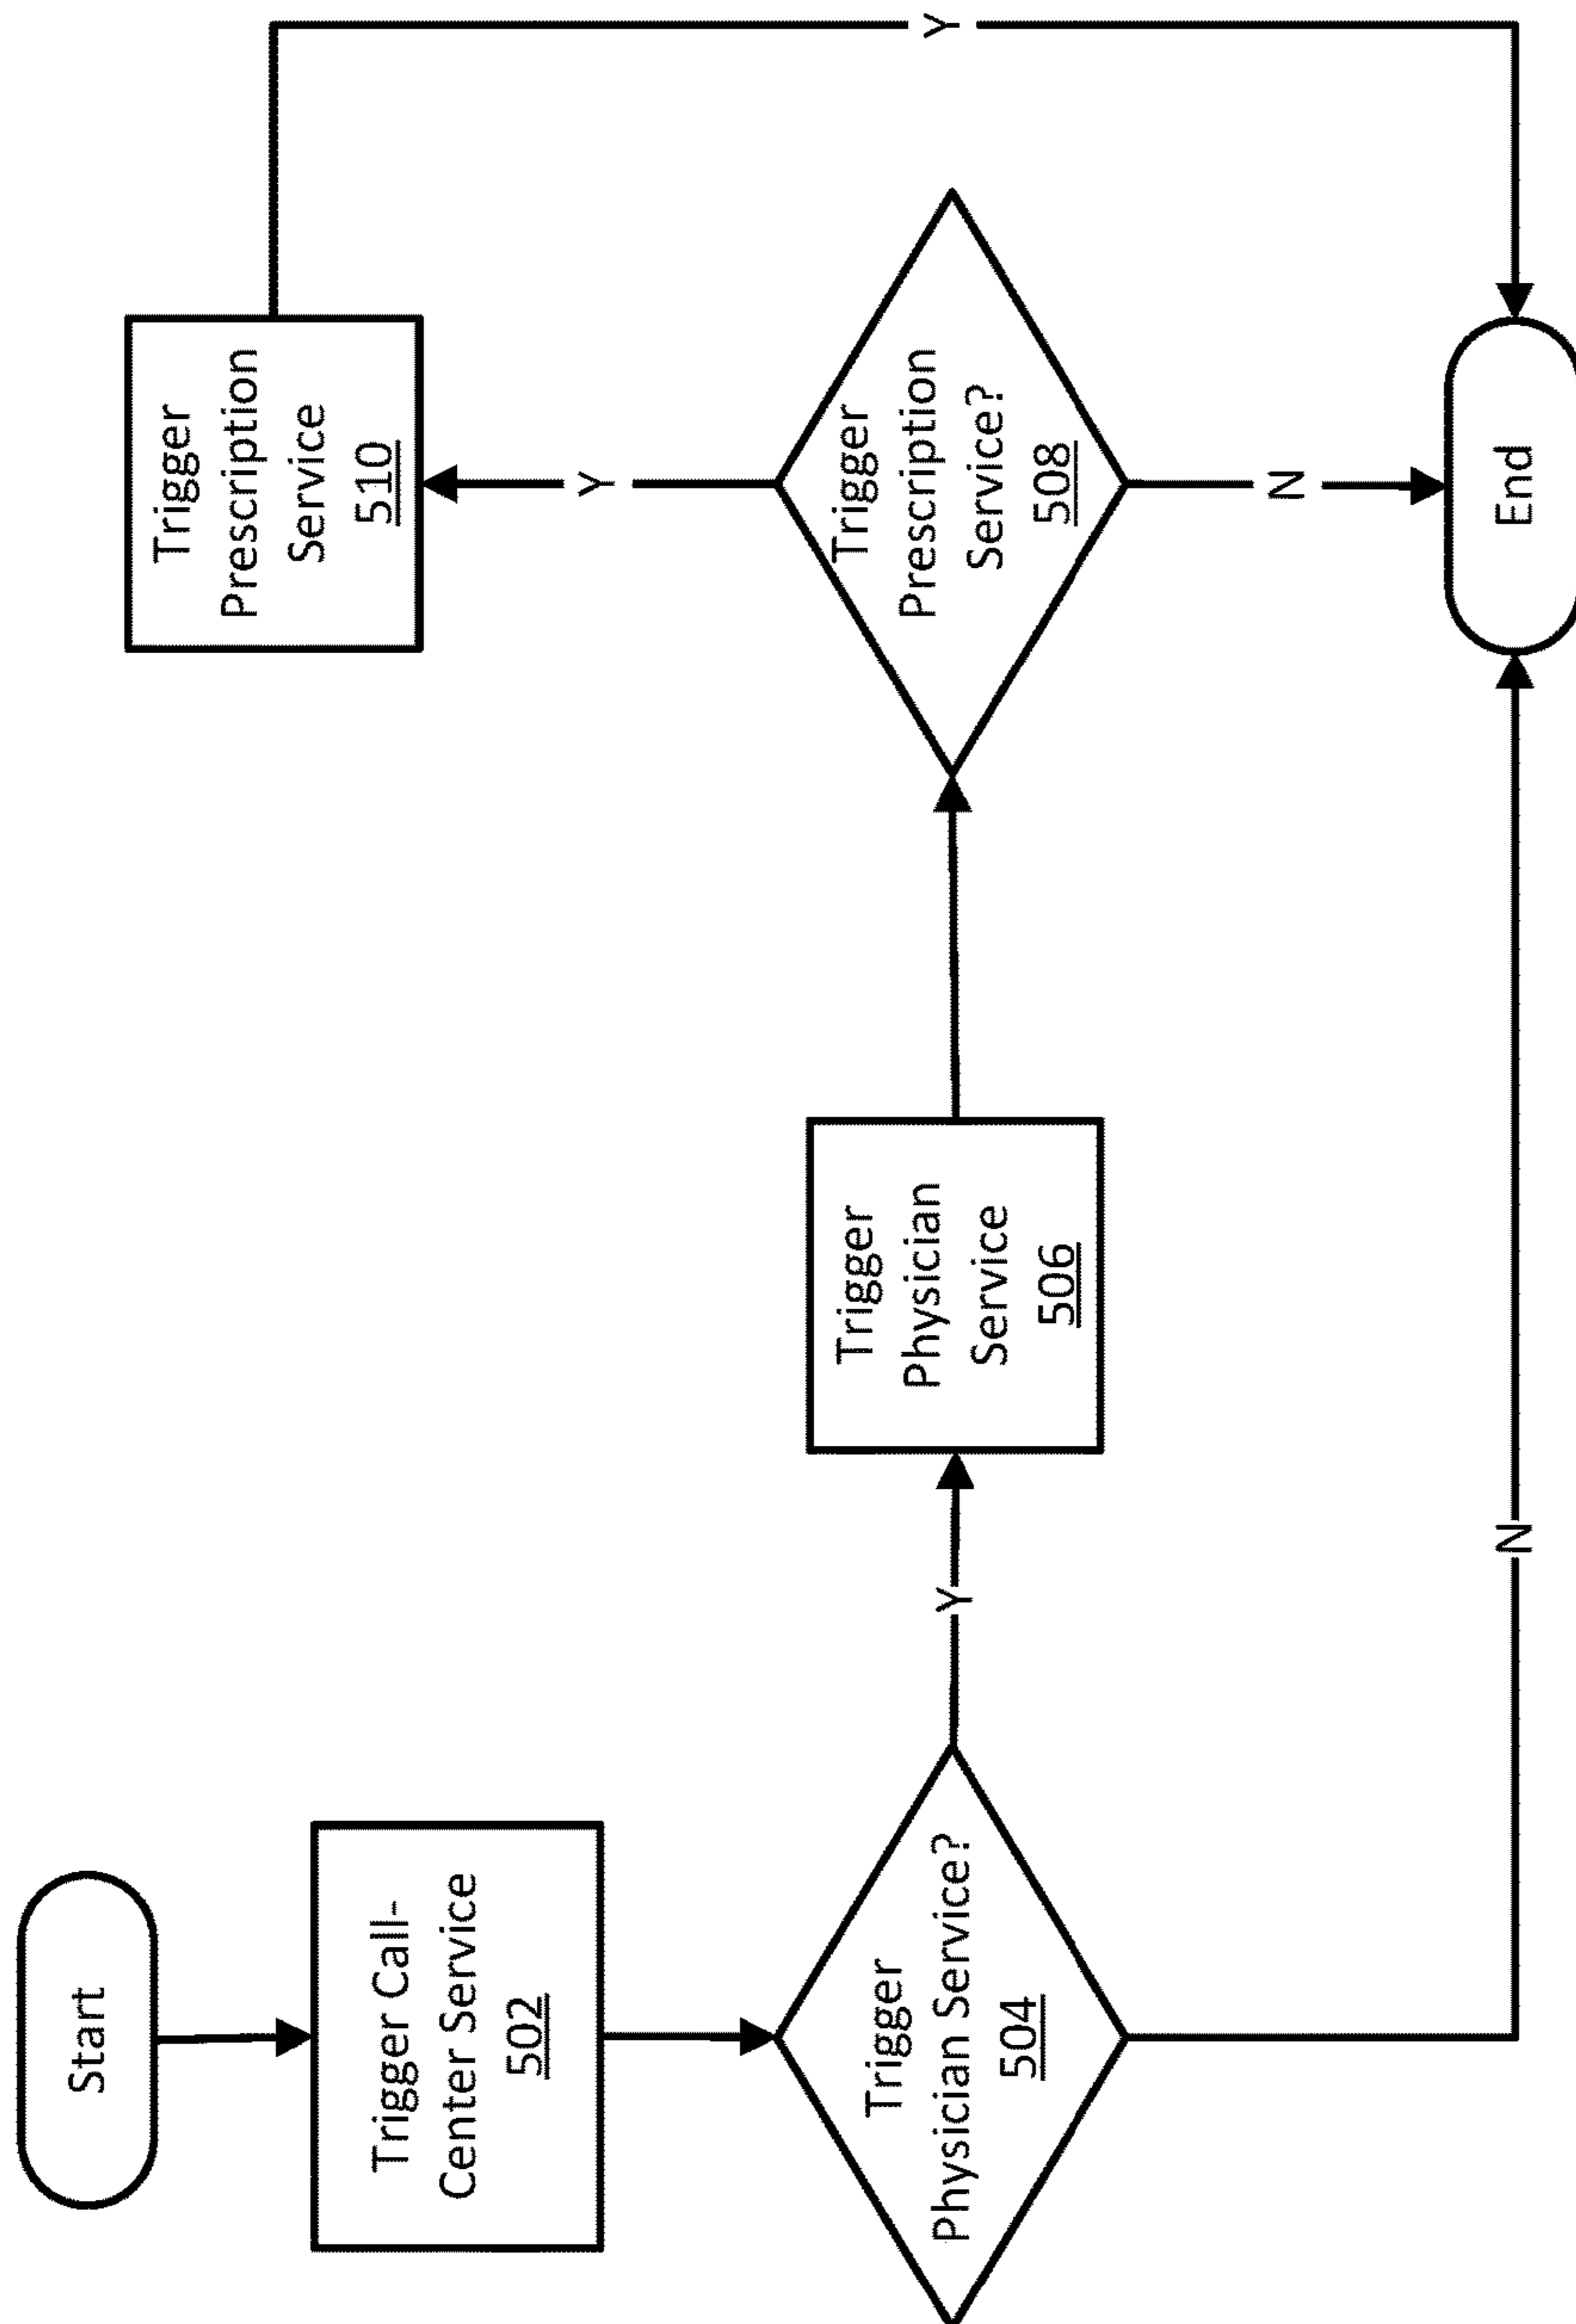 Start
Trigger Call-
Center Service
502
Trigger
Physician Service?
504
Y
N
Trigger
Physician
Service
506
Trigger
Prescription
Service?
508
Y
N
Trigger
Prescription
Service
510
Y
End